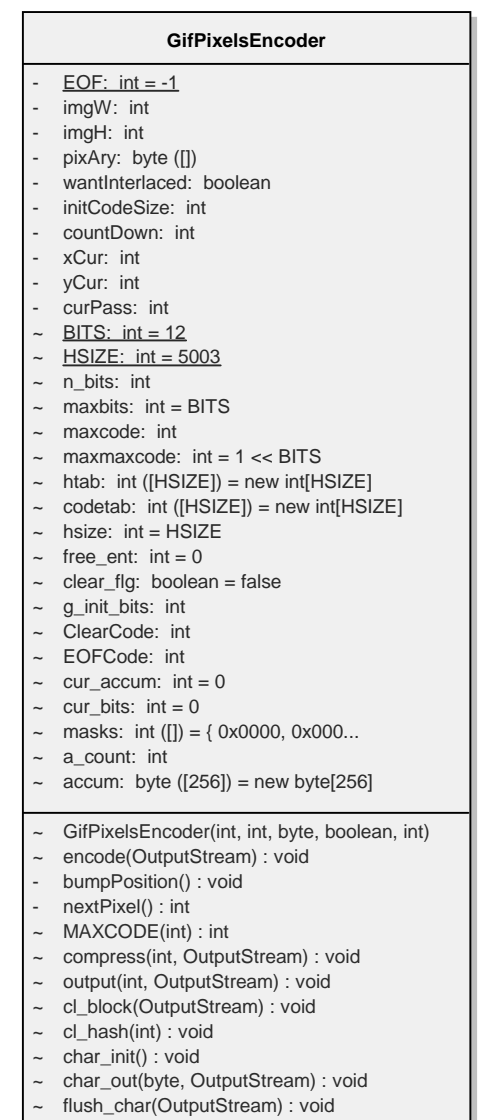 GifPixelsEncoder
- EOF: int = -1
- imgW: int
- imgH: int
- pixAry: byte ([])
- wantInterlaced: boolean
- initCodeSize: int
- countDown: int
- xCur: int
- yCur: int
- curPass: int
~ BITS: int = 12
~ HSIZE: int = 5003
~ n_bits: int
~ maxbits: int = BITS
~ maxcode: int
~ maxmaxcode: int = 1 << BITS
~ htab: int ([HSIZE]) = new int[HSIZE]
~ codetab: int ([HSIZE]) = new int[HSIZE]
~ hsize: int = HSIZE
~ free_ent: int = 0
~ clear_flg: boolean = false
~ g_init_bits: int
~ ClearCode: int
~ EOFCode: int
~ cur_accum: int = 0
~ cur_bits: int = 0
~ masks: int ([]) = { 0x0000, 0x000...
~ a_count: int
~ accum: byte ([256]) = new byte[256]
~ GifPixelsEncoder(int, int, byte, boolean, int)
~ encode(OutputStream) : void
- bumpPosition() : void
- nextPixel() : int
~ MAXCODE(int) : int
~ compress(int, OutputStream) : void
~ output(int, OutputStream) : void
~ cl_block(OutputStream) : void
~ cl_hash(int) : void
~ char_init() : void
~ char_out(byte, OutputStream) : void
~ flush_char(OutputStream) : void